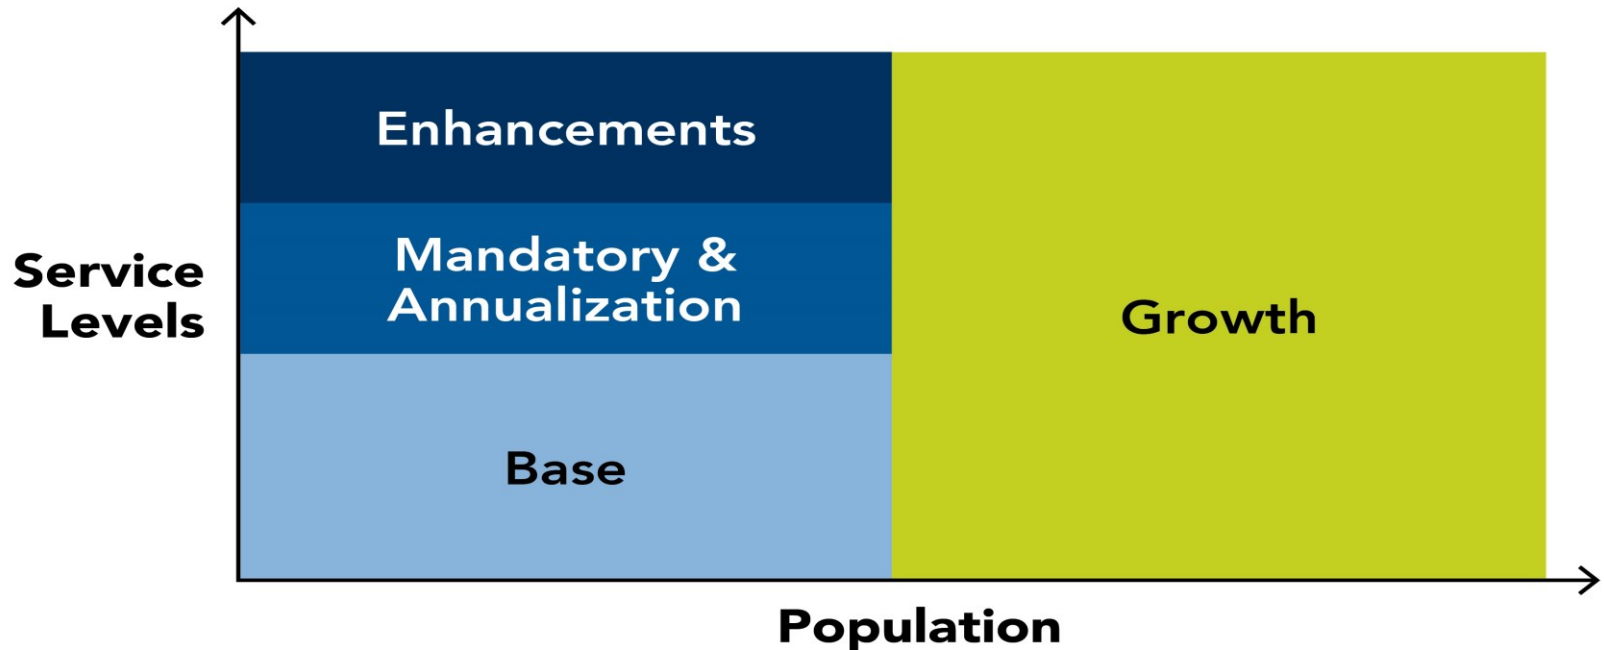 Enhancements
Mandatory &
Annualization
Service
Levels
Growth
Base
Population